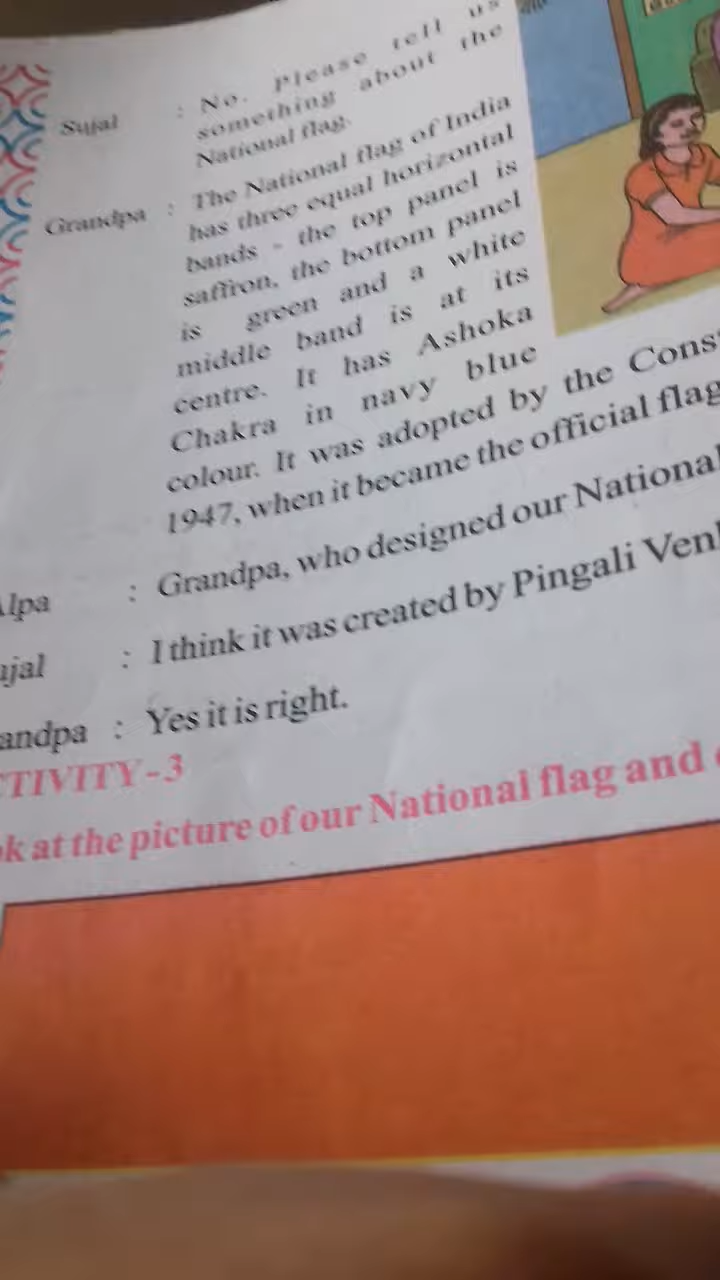 Sujal : No. Please tell us
something about the
National flag.
Grandpa : The National flag of India
has three equal horizontal
bands - the top panel is
saffron, the bottom panel
is green and a white
middle band is at its
centre. It has Ashoka
Chakra in navy blue
colour. It was adopted by the Cons
1947, when it became the official flag
Alpa : Grandpa, who designed our National
ujal : I think it was created by Pingali Ven
andpa : Yes it is right.
CTIVITY - 3
ok at the picture of our National flag and